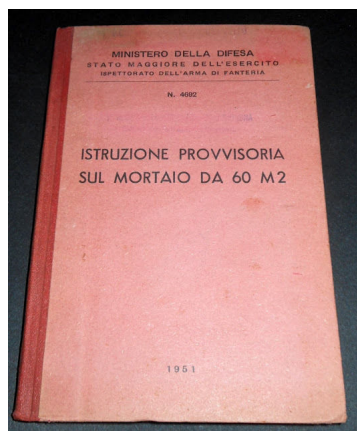 MINISTERO DELLA DIFESA
STATO MAGGIORE DELL'ESERCITO
ISPETTORATO DELL'ARMA DI FANTERIA
N. 4692
ISTRUZIONE PROVVISORIA
SUL MORTAIO DA 60 M2
1951